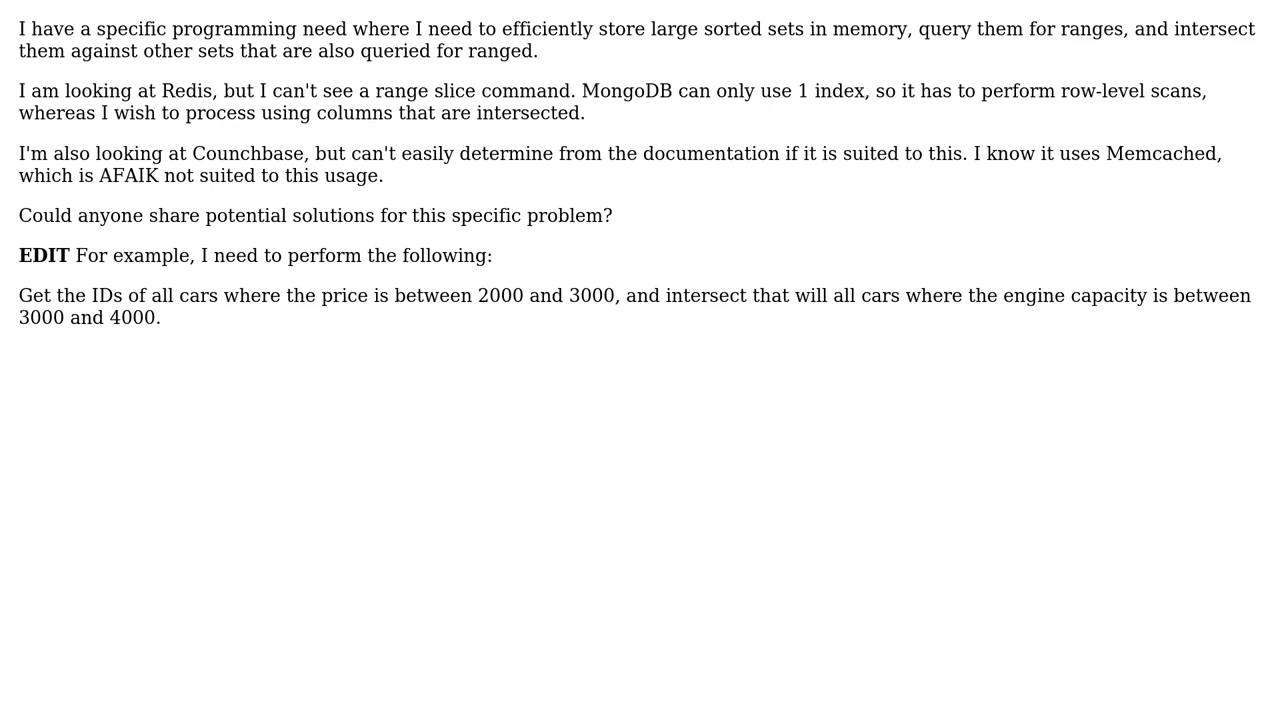 I have a specific programming need where I need to efficiently store large sorted sets in memory, query them for ranges, and intersect
them against other sets that are also queried for ranged.
I am looking at Redis, but I can't see a range slice command. MongoDB can only use 1 index, so it has to perform row-level scans,
whereas I wish to process using columns that are intersected.
I'm also looking at Counchbase, but can't easily determine from the documentation if it is suited to this. I know it uses Memcached,
which is AFAIK not suited to this usage.
Could anyone share potential solutions for this specific problem?
EDIT For example, I need to perform the following:
Get the IDs of all cars where the price is between 2000 and 3000, and intersect that will all cars where the engine capacity is between
3000 and 4000.